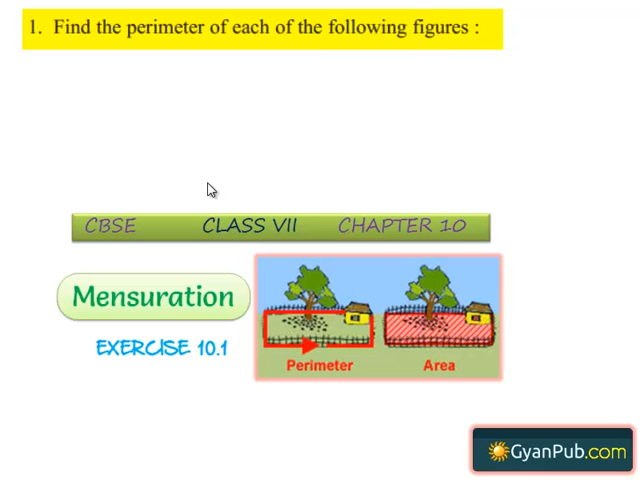 1. Find the perimeter of each of the following figures :
CBSE CLASS VII CHAPTER 10
Mensuration
EXERCISE 10.1
Perimeter Area
GyanPub.com